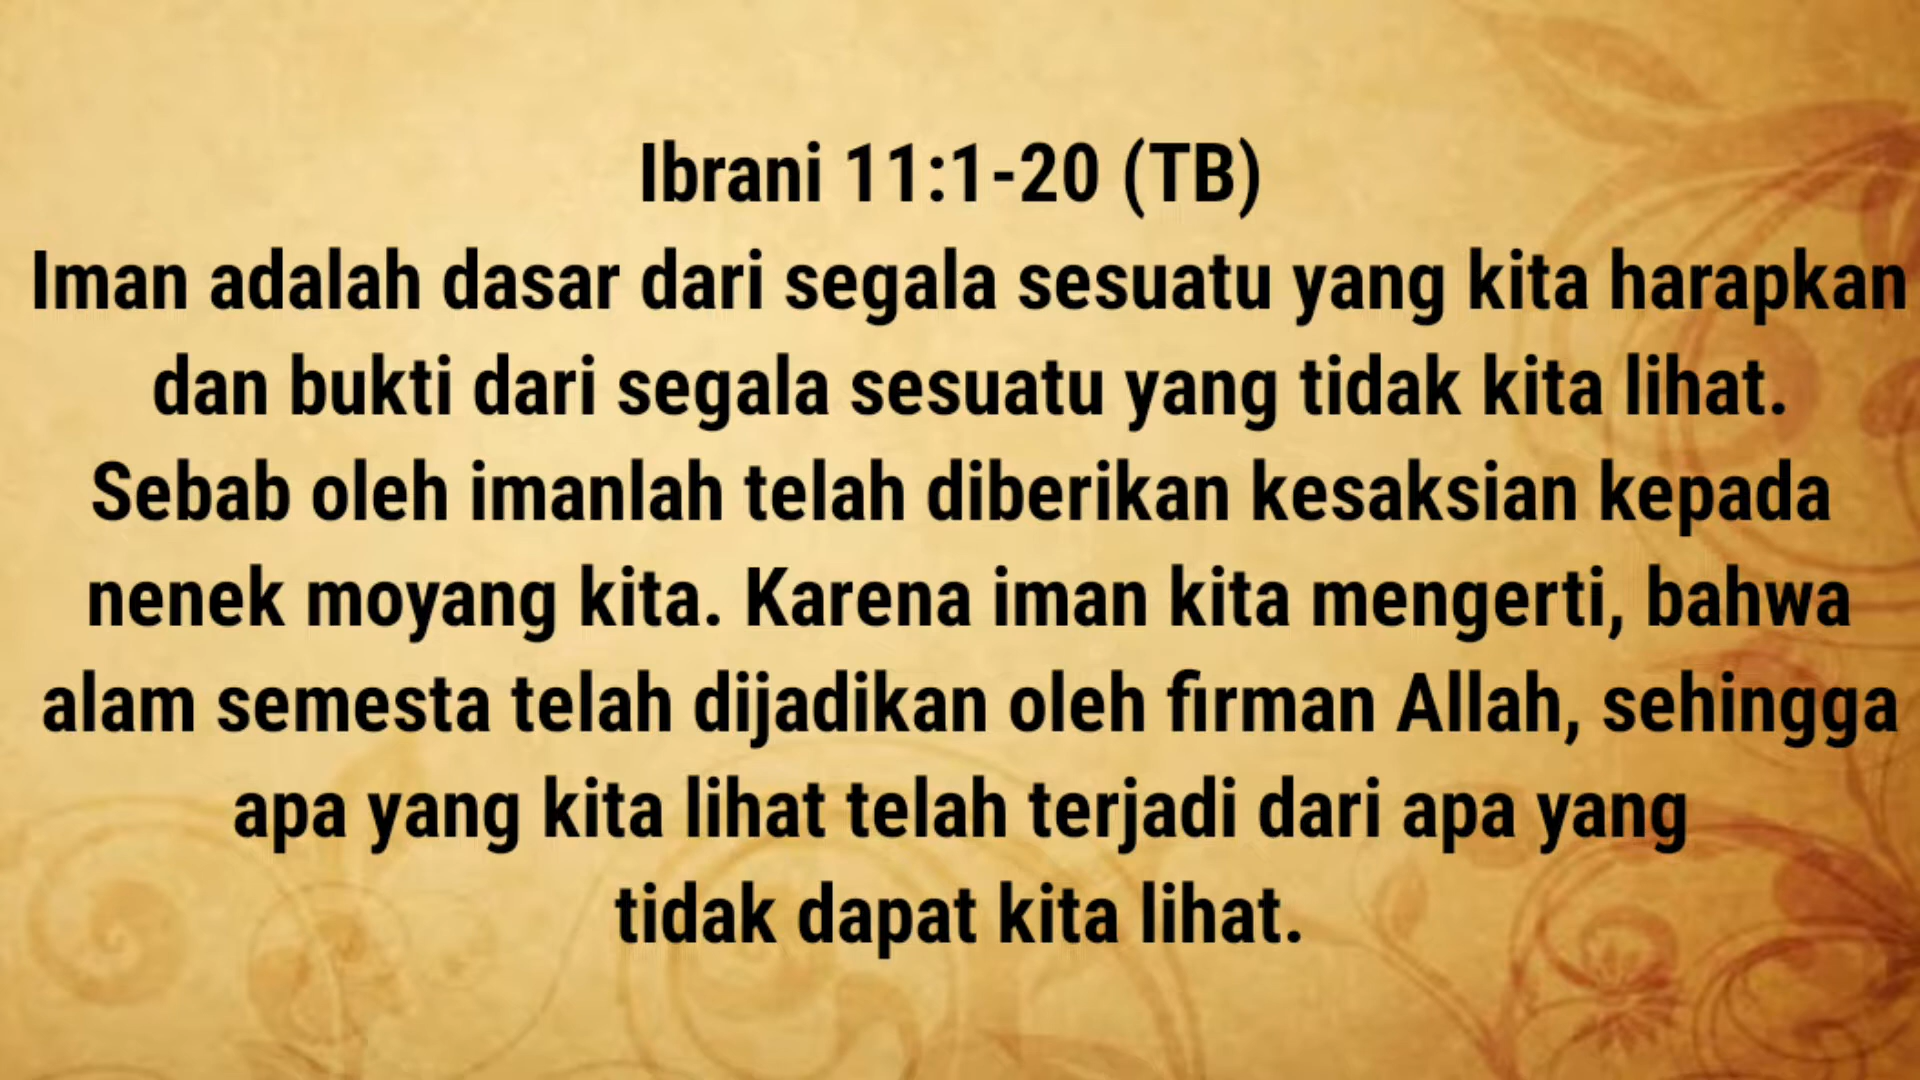 Ibrani 11:1-20 (TB)
Iman adalah dasar dari segala sesuatu yang kita harapkan
dan bukti dari segala sesuatu yang tidak kita lihat.
Sebab oleh imanlah telah diberikan kesaksian kepada
nenek moyang kita. Karena iman kita mengerti, bahwa
alam semesta telah dijadikan oleh firman Allah, sehingga
apa yang kita lihat telah terjadi dari apa yang
tidak dapat kita lihat.